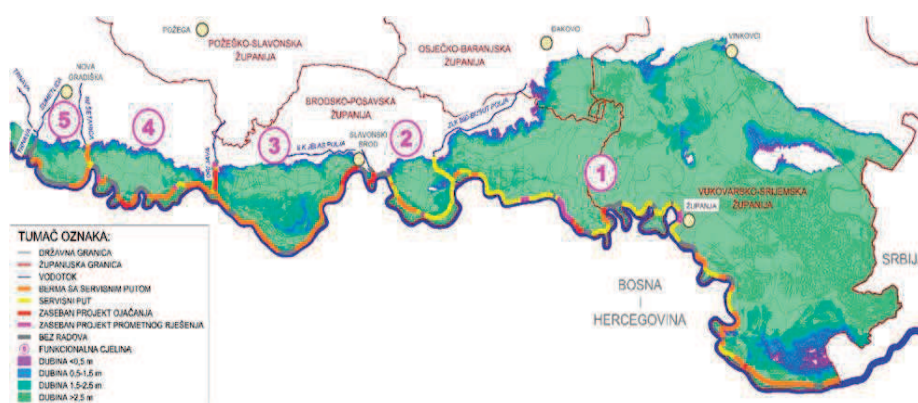 POŽEGA
POŽEŠKO-SLAVONSKA
ŽUPANIJA
OSJEČKO-BARANJSKA
ŽUPANIJA
ĐAKOVO
VINKOVCI
NOVA
GRADIŠKA
BRODSKO-POSAVSKA
ŽUPANIJA
SLAVONSKI
BROD
5
4
3
2
1
VUKOVARSKO-SRIJEMSKA
ŽUPANIJA
ŽUPANJA
SRBIJ
BOSNA
I
HERCEGOVINA
TUMAČ OZNAKA:
DRŽAVNA GRANICA
ŽUPANIJSKA GRANICA
VODOTOK
BERMA SA SERVISNIM PUTOM
SERVISNI PUT
ZASEBAN PROJEKT OJAČANJA
ZASEBAN PROJEKT PROMETNOG RJEŠENJA
BEZ RADOVA
FUNKCIONALNA CJELINA
DUBINA <0,5 m
DUBINA 0,5-1,5 m
DUBINA 1,5-2,5 m
DUBINA >2,5 m